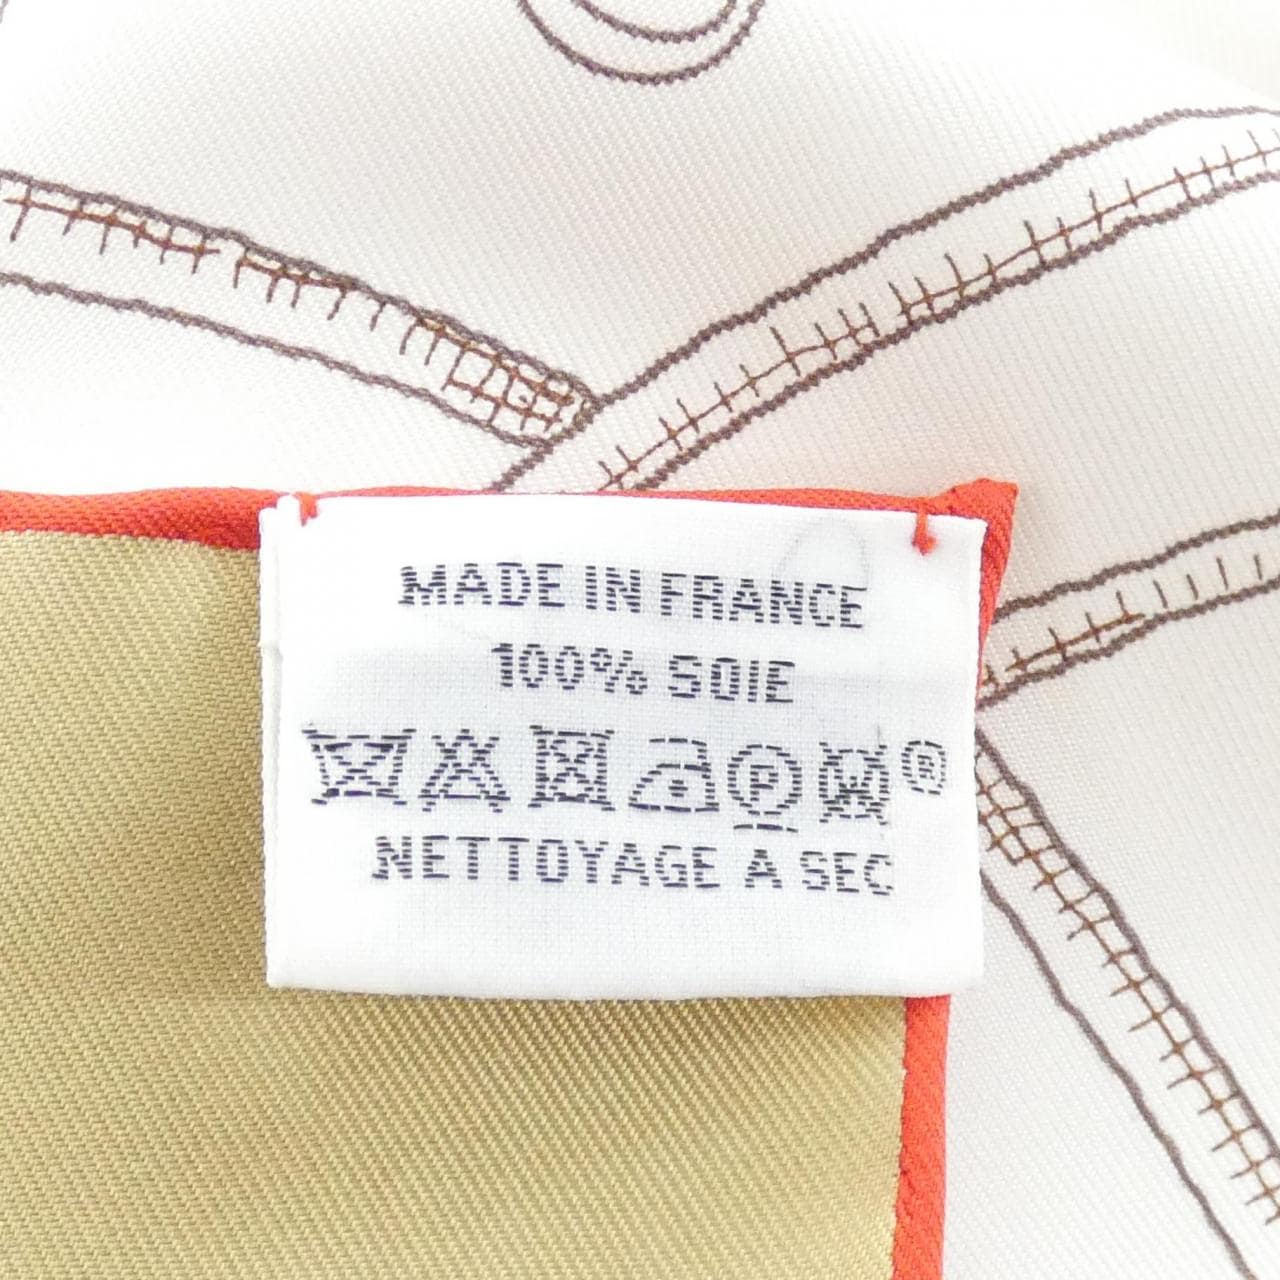 MADE IN FRANCE
100% SOIE
P W ®
NETTOYAGE A SEC